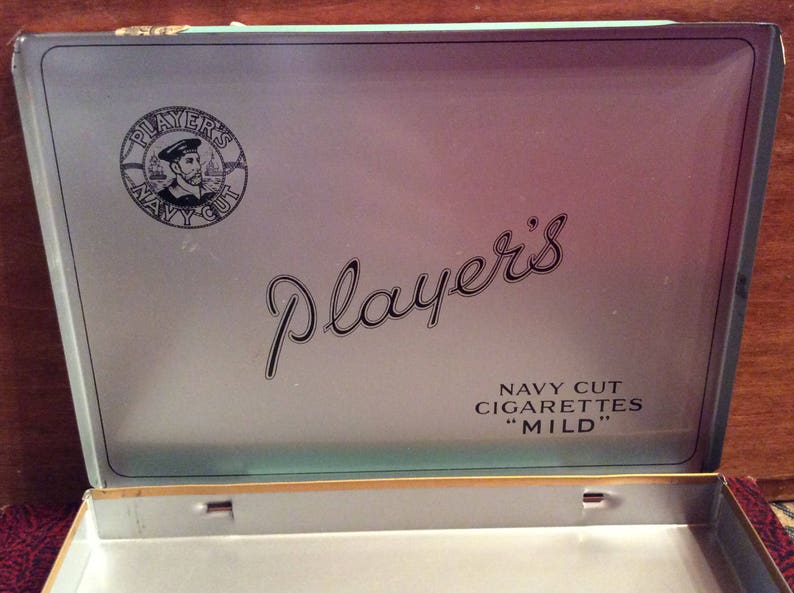 PLAYER'S
NAVY CUT
Player's
NAVY CUT
CIGARETTES
"MILD"